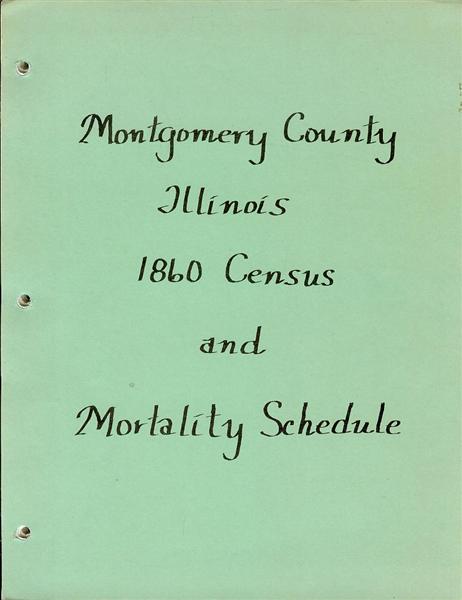 Montgomery County
Illinois
1860 Census
and
Mortality Schedule